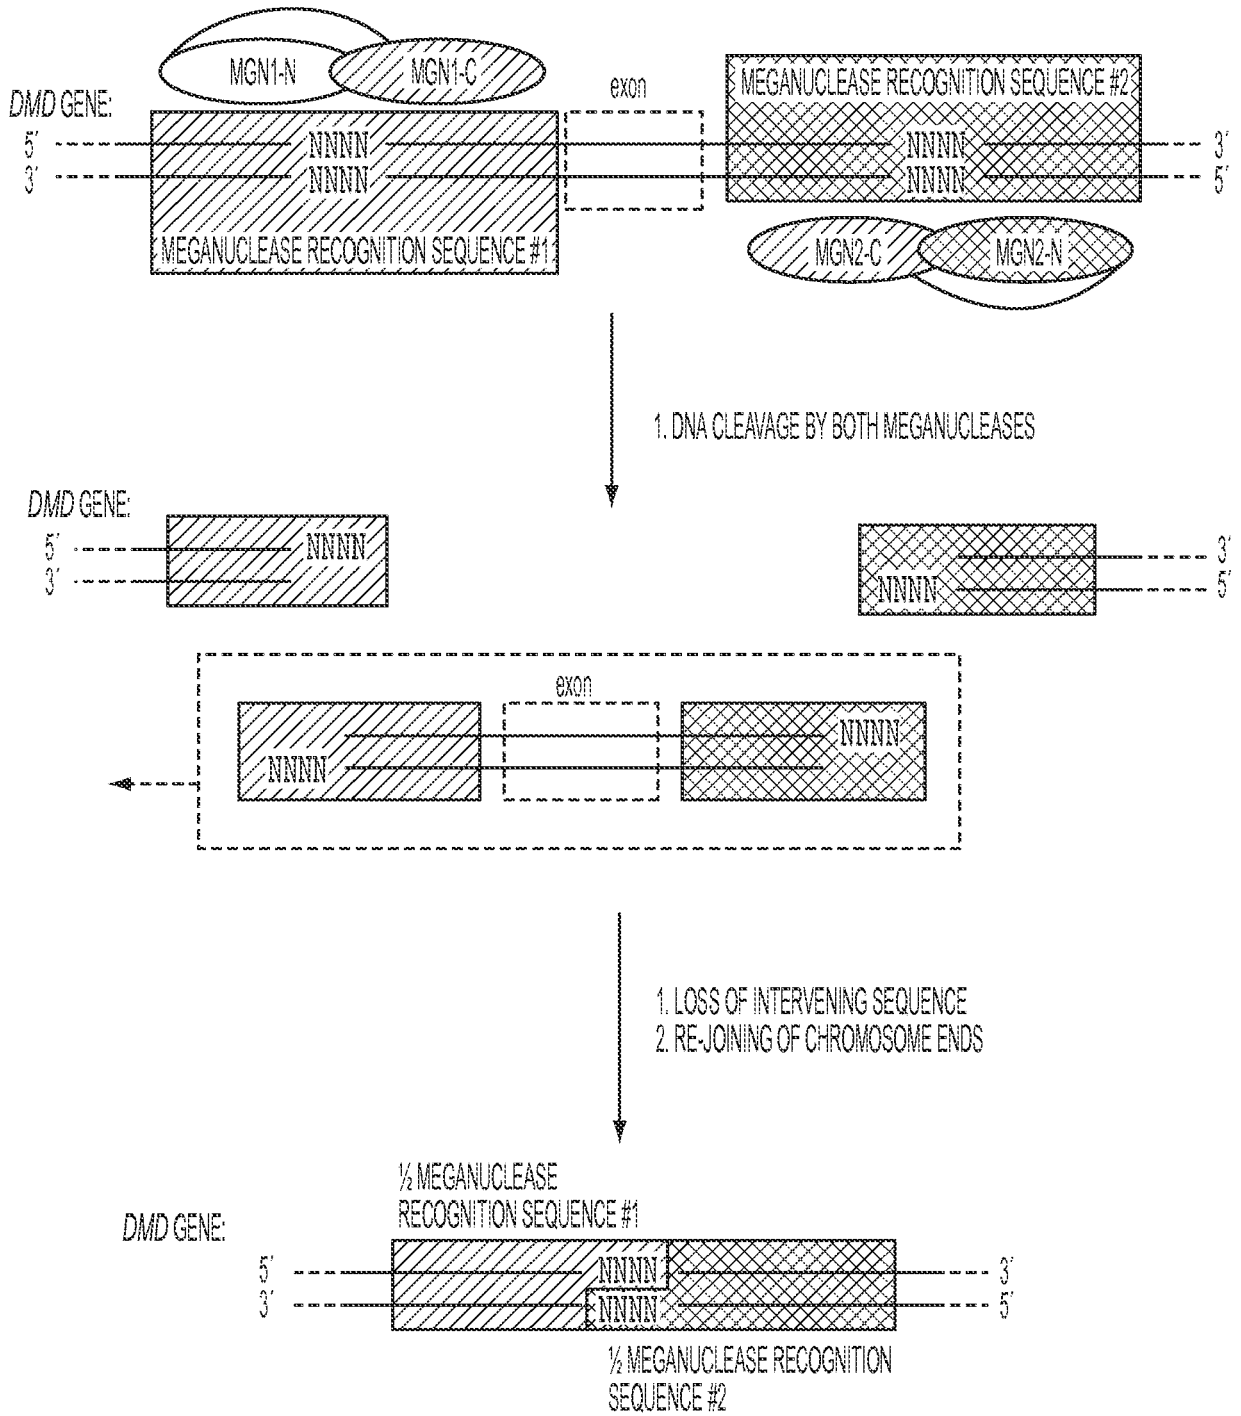 MGN1-N
MGN1-C
exon
MEGANUCLEASE RECOGNITION SEQUENCE #2
DMD GENE:
5′ NNNN NNNN 3′
3′ NNNN NNNN 5′
MEGANUCLEASE RECOGNITION SEQUENCE #1
MGN2-C
MGN2-N
1. DNA CLEAVAGE BY BOTH MEGANUCLEASES
DMD GENE:
5′ NNNN 3′
3′ NNNN 5′
exon
NNNN
NNNN
1. LOSS OF INTERVENING SEQUENCE
2. RE-JOINING OF CHROMOSOME ENDS
½ MEGANUCLEASE
RECOGNITION SEQUENCE #1
DMD GENE:
5′ NNNN 3′
3′ NNNN 5′
½ MEGANUCLEASE RECOGNITION
SEQUENCE #2